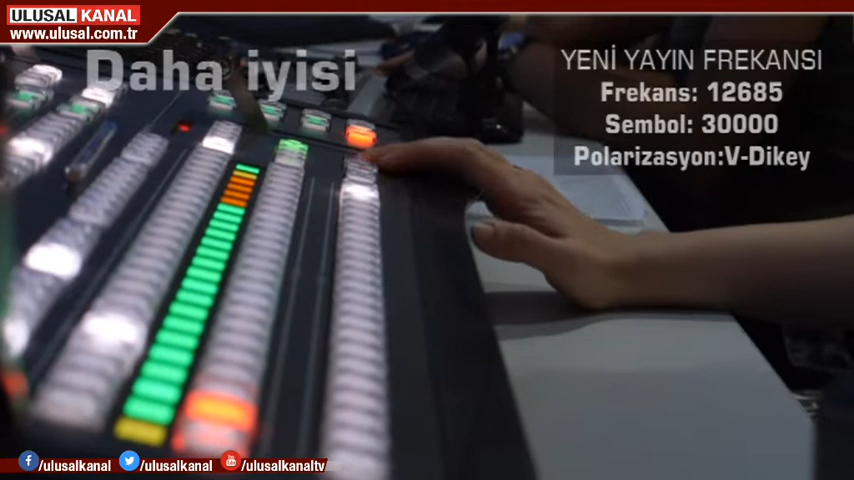 ULUSAL KANAL
www.ulusal.com.tr
Daha iyisi
YENİ YAYIN FREKANSI
Frekans: 12685
Sembol: 30000
Polarizasyon:V-Dikey
/ulusalkanal
/ulusalkanal
/ulusalkanaltv